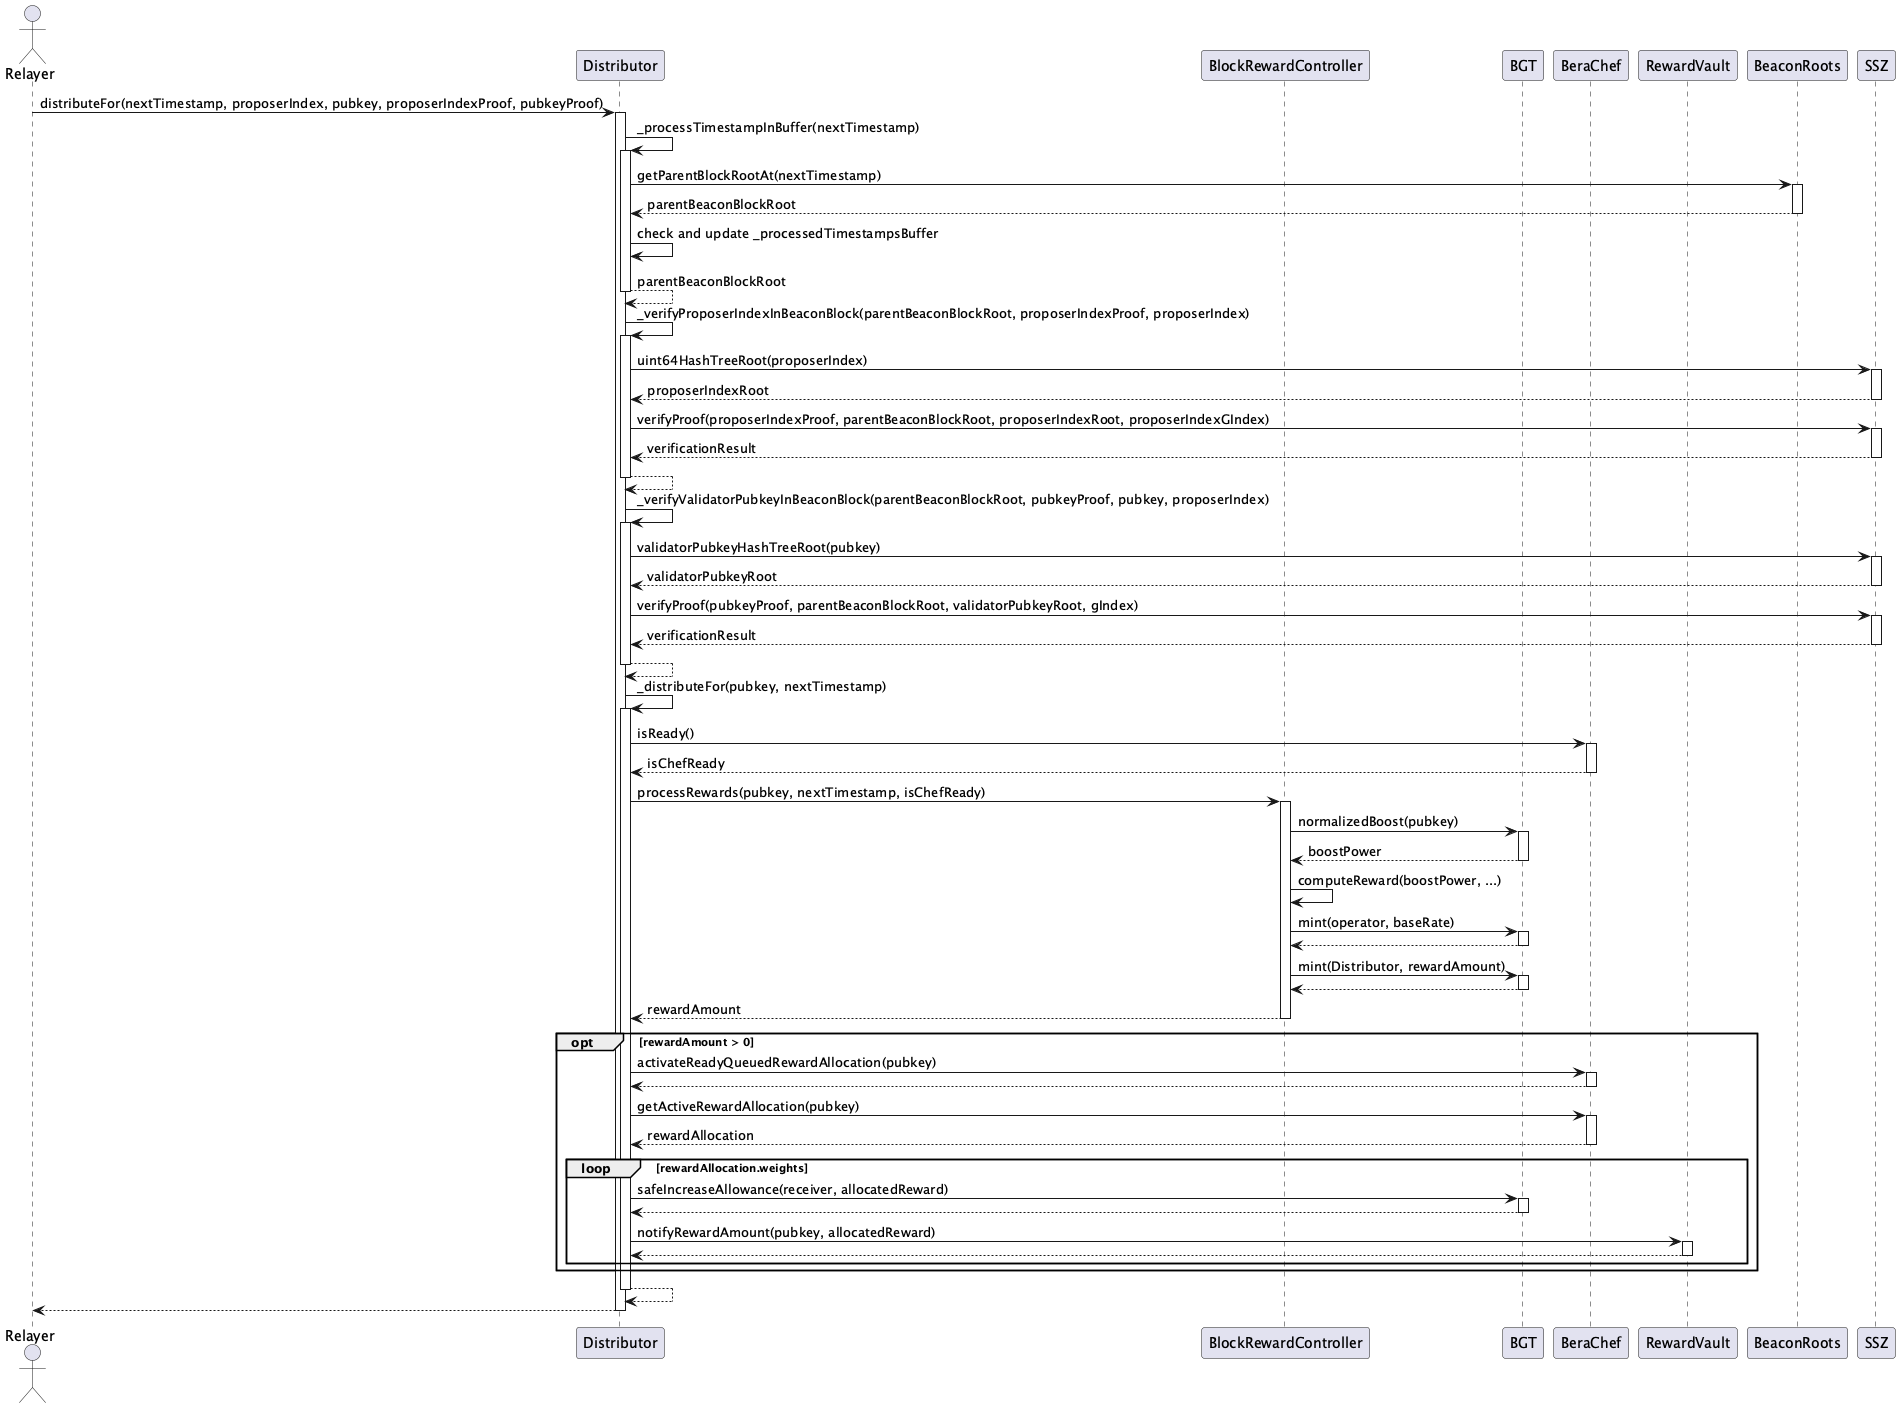 Relayer
Distributor
BlockRewardController
BGT
BeraChef
RewardVault
BeaconRoots
SSZ
distributeFor(nextTimestamp, proposerIndex, pubkey, proposerIndexProof, pubkeyProof)
_processTimestampInBuffer(nextTimestamp)
getParentBlockRootAt(nextTimestamp)
parentBeaconBlockRoot
check and update _processedTimestampsBuffer
parentBeaconBlockRoot
_verifyProposerIndexInBeaconBlock(parentBeaconBlockRoot, proposerIndexProof, proposerIndex)
uint64HashTreeRoot(proposerIndex)
proposerIndexRoot
verifyProof(proposerIndexProof, parentBeaconBlockRoot, proposerIndexRoot, proposerIndexGIndex)
verificationResult
_verifyValidatorPubkeyInBeaconBlock(parentBeaconBlockRoot, pubkeyProof, pubkey, proposerIndex)
validatorPubkeyHashTreeRoot(pubkey)
validatorPubkeyRoot
verifyProof(pubkeyProof, parentBeaconBlockRoot, validatorPubkeyRoot, gIndex)
verificationResult
_distributeFor(pubkey, nextTimestamp)
isReady()
isChefReady
processRewards(pubkey, nextTimestamp, isChefReady)
normalizedBoost(pubkey)
boostPower
computeReward(boostPower, ...)
mint(operator, baseRate)
mint(Distributor, rewardAmount)
rewardAmount
opt [rewardAmount > 0]
activateReadyQueuedRewardAllocation(pubkey)
getActiveRewardAllocation(pubkey)
rewardAllocation
loop [rewardAllocation.weights]
safeIncreaseAllowance(receiver, allocatedReward)
notifyRewardAmount(pubkey, allocatedReward)
Relayer
Distributor
BlockRewardController
BGT
BeraChef
RewardVault
BeaconRoots
SSZ